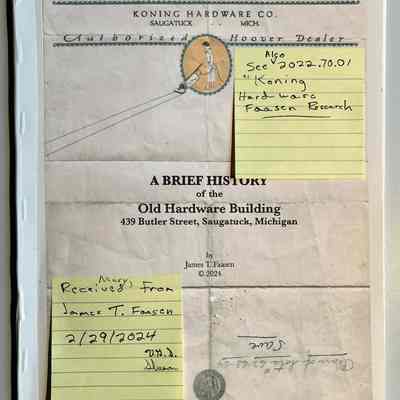 KONING HARDWARE CO.
SAUGATUCK . . MICH.
Authorized Hoover Dealer
Also
See 2022.70.01
"Koning
Hardware
Faasen Research
A BRIEF HISTORY
of the
Old Hardware Building
439 Butler Street, Saugatuck, Michigan
by
James T. Faasen
© 2024
Received From
James T. Faasen
2/29/2024
Save